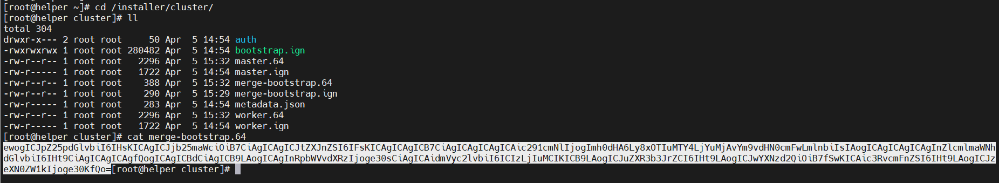 [root@helper ~]# cd /installer/cluster/
[root@helper cluster]# ll
total 304
drwxr-x--- 2 root root     50 Apr  5 14:54 auth
-rwxrwxrwx 1 root root 280482 Apr  5 14:54 bootstrap.ign
-rw-r--r-- 1 root root   2296 Apr  5 15:32 master.64
-rw-r----- 1 root root   1722 Apr  5 14:54 master.ign
-rw-r--r-- 1 root root    388 Apr  5 15:32 merge-bootstrap.64
-rw-r--r-- 1 root root    290 Apr  5 15:29 merge-bootstrap.ign
-rw-r----- 1 root root    283 Apr  5 14:54 metadata.json
-rw-r--r-- 1 root root   2296 Apr  5 15:32 worker.64
-rw-r----- 1 root root   1722 Apr  5 14:54 worker.ign
[root@helper cluster]# cat merge-bootstrap.64
ewogICJpZ25pdGlvbiI6IHsKICAgICJjb25maWciOiB7CiAgICAgICJtZXJnZSI6IFsKICAgICAgICB7CiAgICAgICAgICAic291cmNlIjogImh0dHA6Ly8xOTIuMTY4LjYuMjAvYm9vdHN0cmFwLmlnbiIsIAogICAgICAgICAgInZlcmlmaWNh
dGlvbiI6IHt9CiAgICAgICAgfQogICAgICBdCiAgICB9LAogICAgInRpbWVvdXRzIjoge30sCiAgICAidmVyc2lvbiI6ICIzLjIuMCIKICB9LAogICJuZXR3b3JrZCI6IHt9LAogICJwYXNzd2QiOiB7fSwKICAic3RvcmFnZSI6IHt9LAogICJz
eXN0ZW1kIjoge30KfQo=[root@helper cluster]#